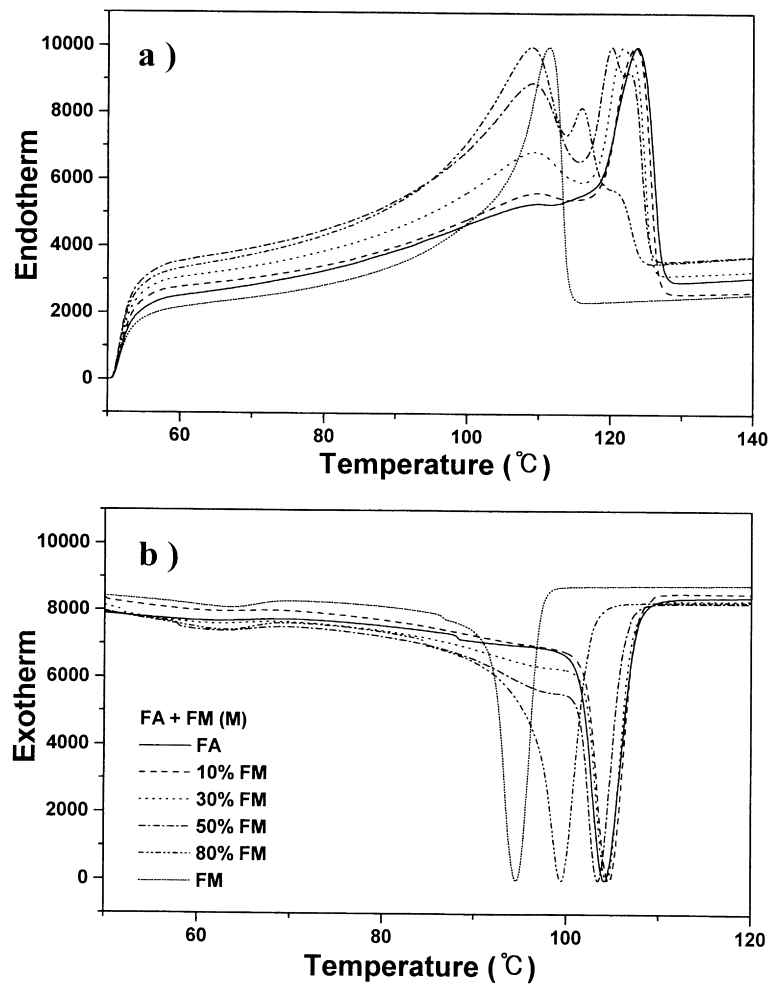 a )
10000
8000
6000
4000
2000
0
Endotherm
60 80 100 120 140
Temperature (℃)
b )
10000
8000
6000
4000
2000
0
Exotherm
FA + FM (M)
FA
10% FM
30% FM
50% FM
80% FM
FM
60 80 100 120
Temperature (℃)